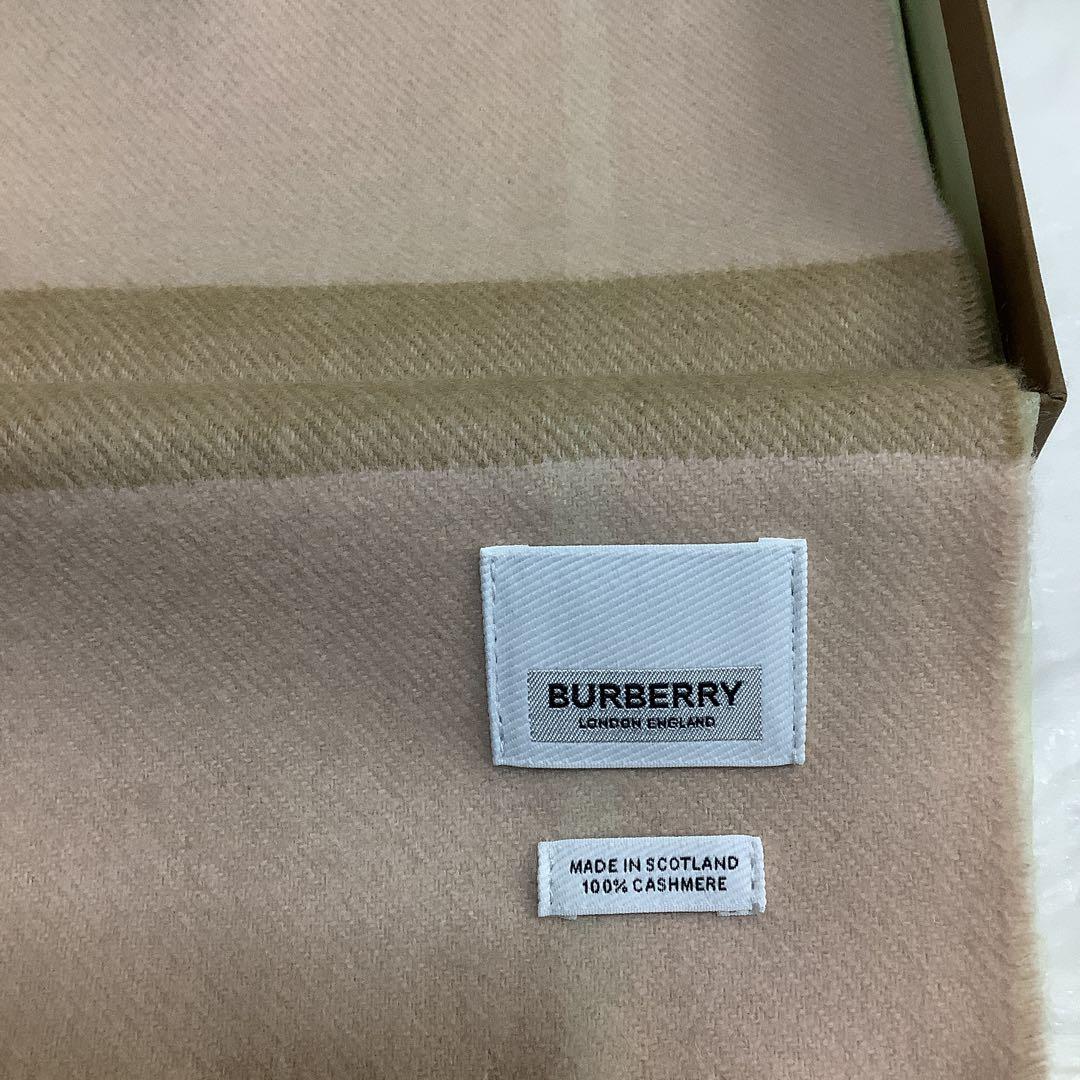 BURBERRY
LONDON ENGLAND
MADE IN SCOTLAND
100% CASHMERE